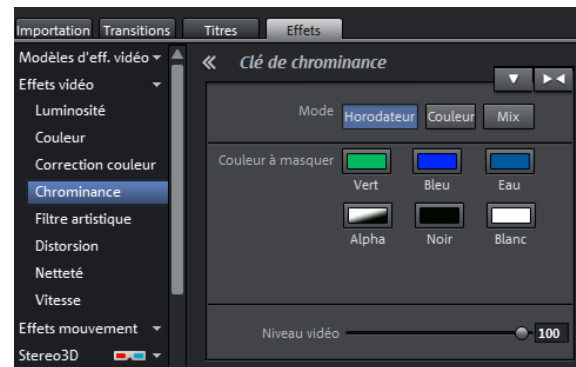 Importation Transitions Titres Effets
Modèles d'eff. vidéo
Effets vidéo
Luminosité
Couleur
Correction couleur
Chrominance
Filtre artistique
Distorsion
Netteté
Vitesse
Effets mouvement
Stereo3D
Clé de chrominance
Mode Horodateur Couleur Mix
Couleur à masquer
Vert Bleu Eau
Alpha Noir Blanc
Niveau vidéo 100